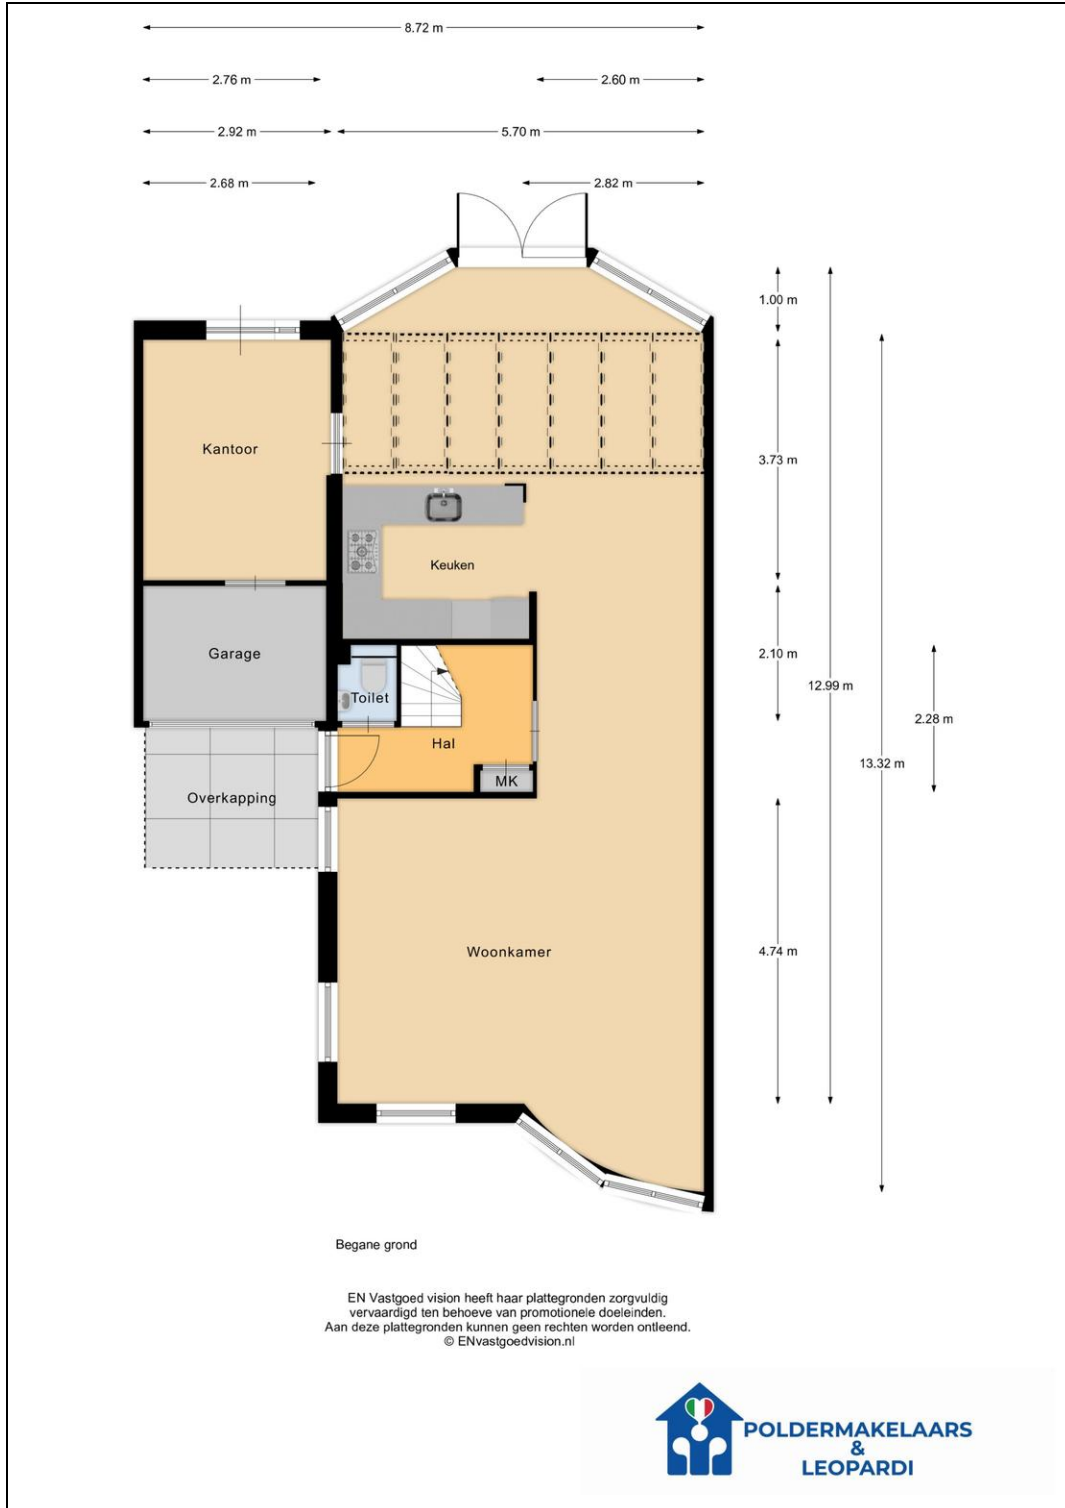 8.72 m
2.76 m
2.60 m
2.92 m
5.70 m
2.68 m
2.82 m
1.00 m
Kantoor
3.73 m
Keuken
Garage
2.10 m
12.99 m
Toilet
2.28 m
Hal
13.32 m
MK
Overkapping
Woonkamer
4.74 m
Begane grond
EN Vastgoed vision heeft haar plattegronden zorgvuldig
vervaardigd ten behoeve van promotionele doeleinden.
Aan deze plattegronden kunnen geen rechten worden ontleend.
© ENvastgoedvision.nl
POLDERMAKELAARS
&
LEOPARDI